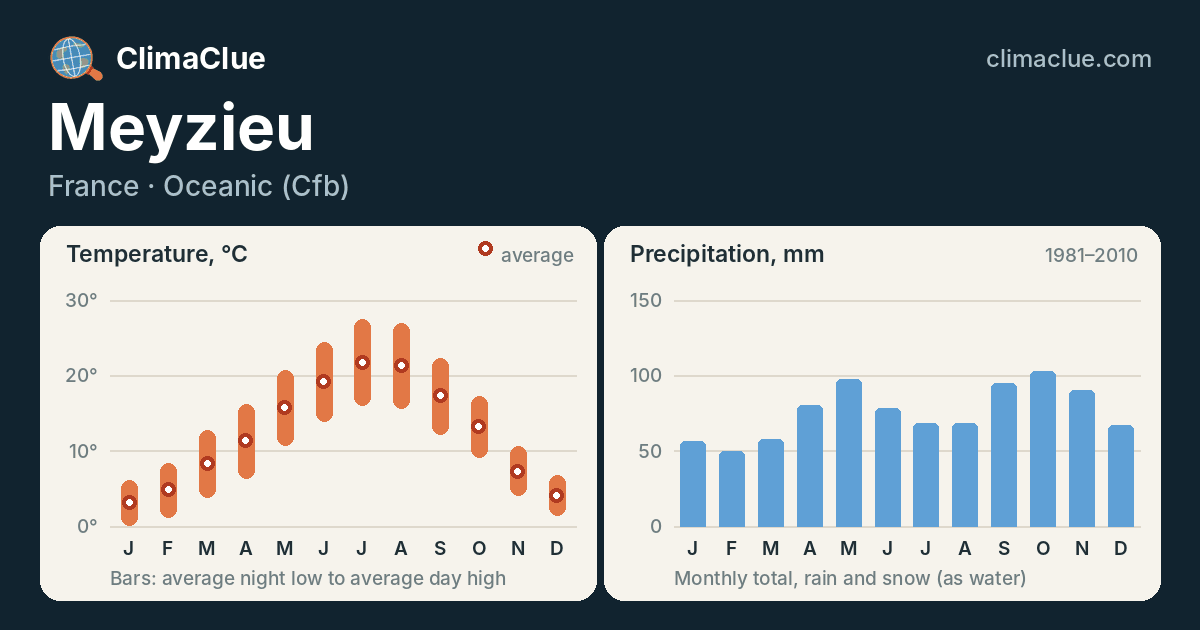 ClimaClue
climaclue.com
Meyzieu
France · Oceanic (Cfb)
Temperature, °C
average
30°
20°
10°
0°
J F M A M J J A S O N D
Bars: average night low to average day high
Precipitation, mm
1981–2010
150
100
50
0
J F M A M J J A S O N D
Monthly total, rain and snow (as water)